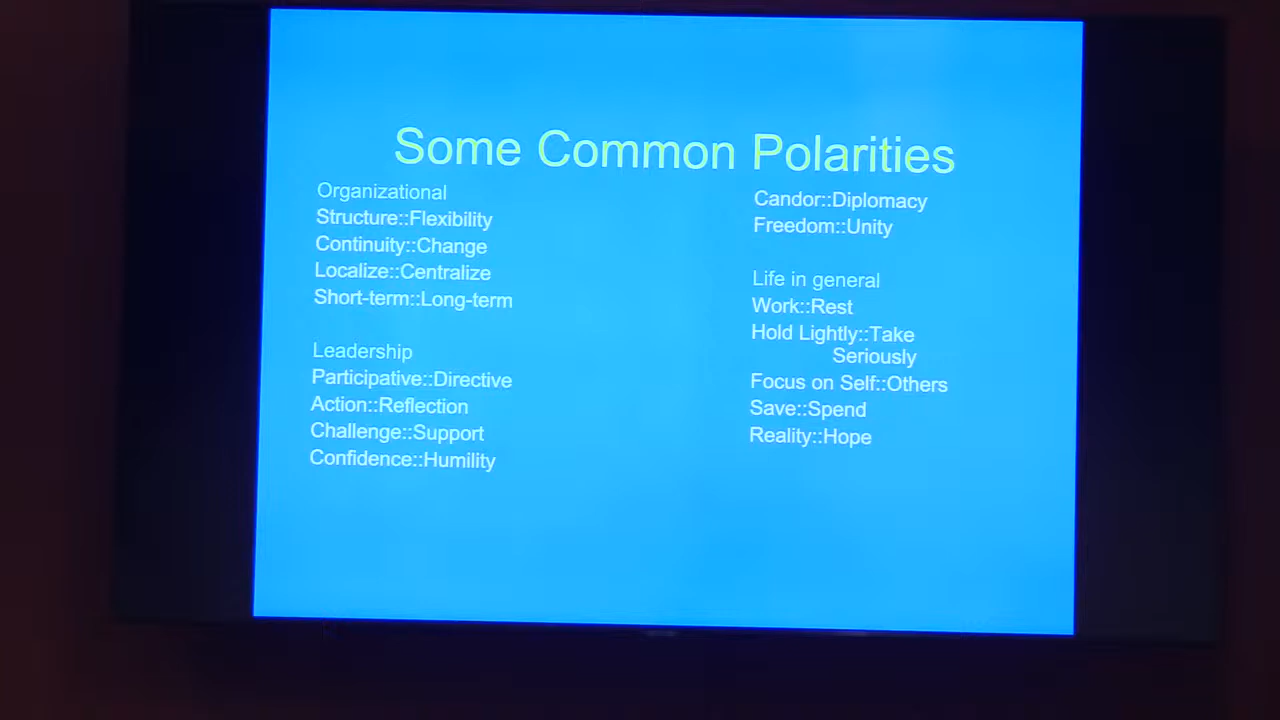 Some Common Polarities
Organizational
Structure::Flexibility
Continuity::Change
Localize::Centralize
Short-term::Long-term
Leadership
Participative::Directive
Action::Reflection
Challenge::Support
Confidence::Humility
Candor::Diplomacy
Freedom::Unity
Life in general
Work::Rest
Hold Lightly::Take
Seriously
Focus on Self::Others
Save::Spend
Reality::Hope